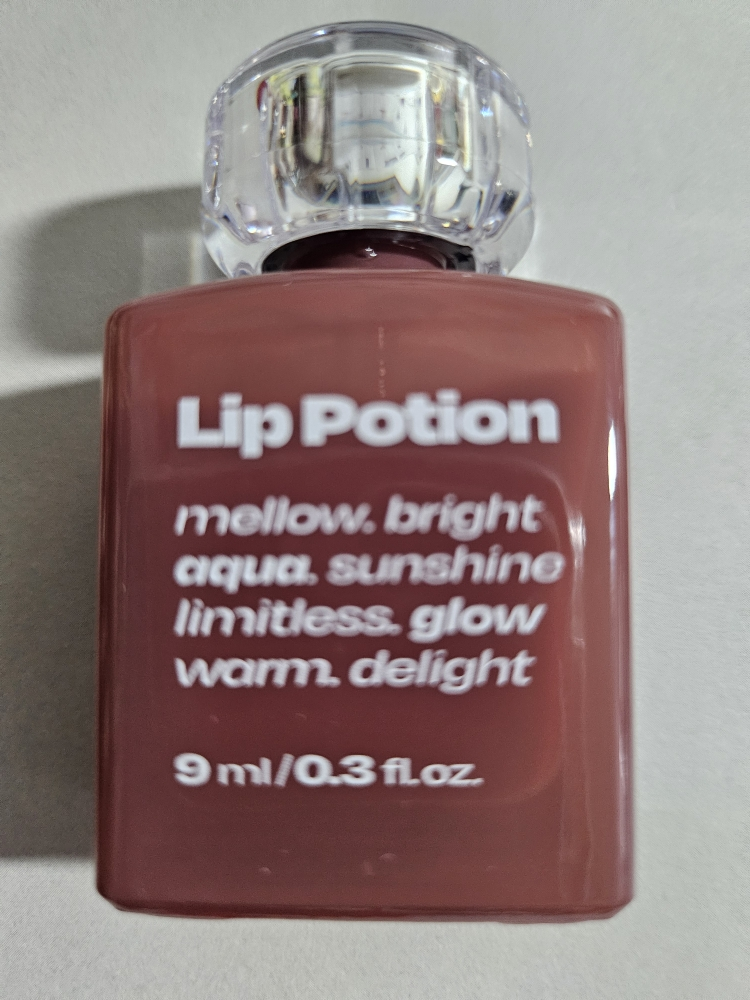 Lip Potion
mellow. bright
aqua. sunshine
limitless. glow
warm. delight
9 ml/0.3 fl.oz.